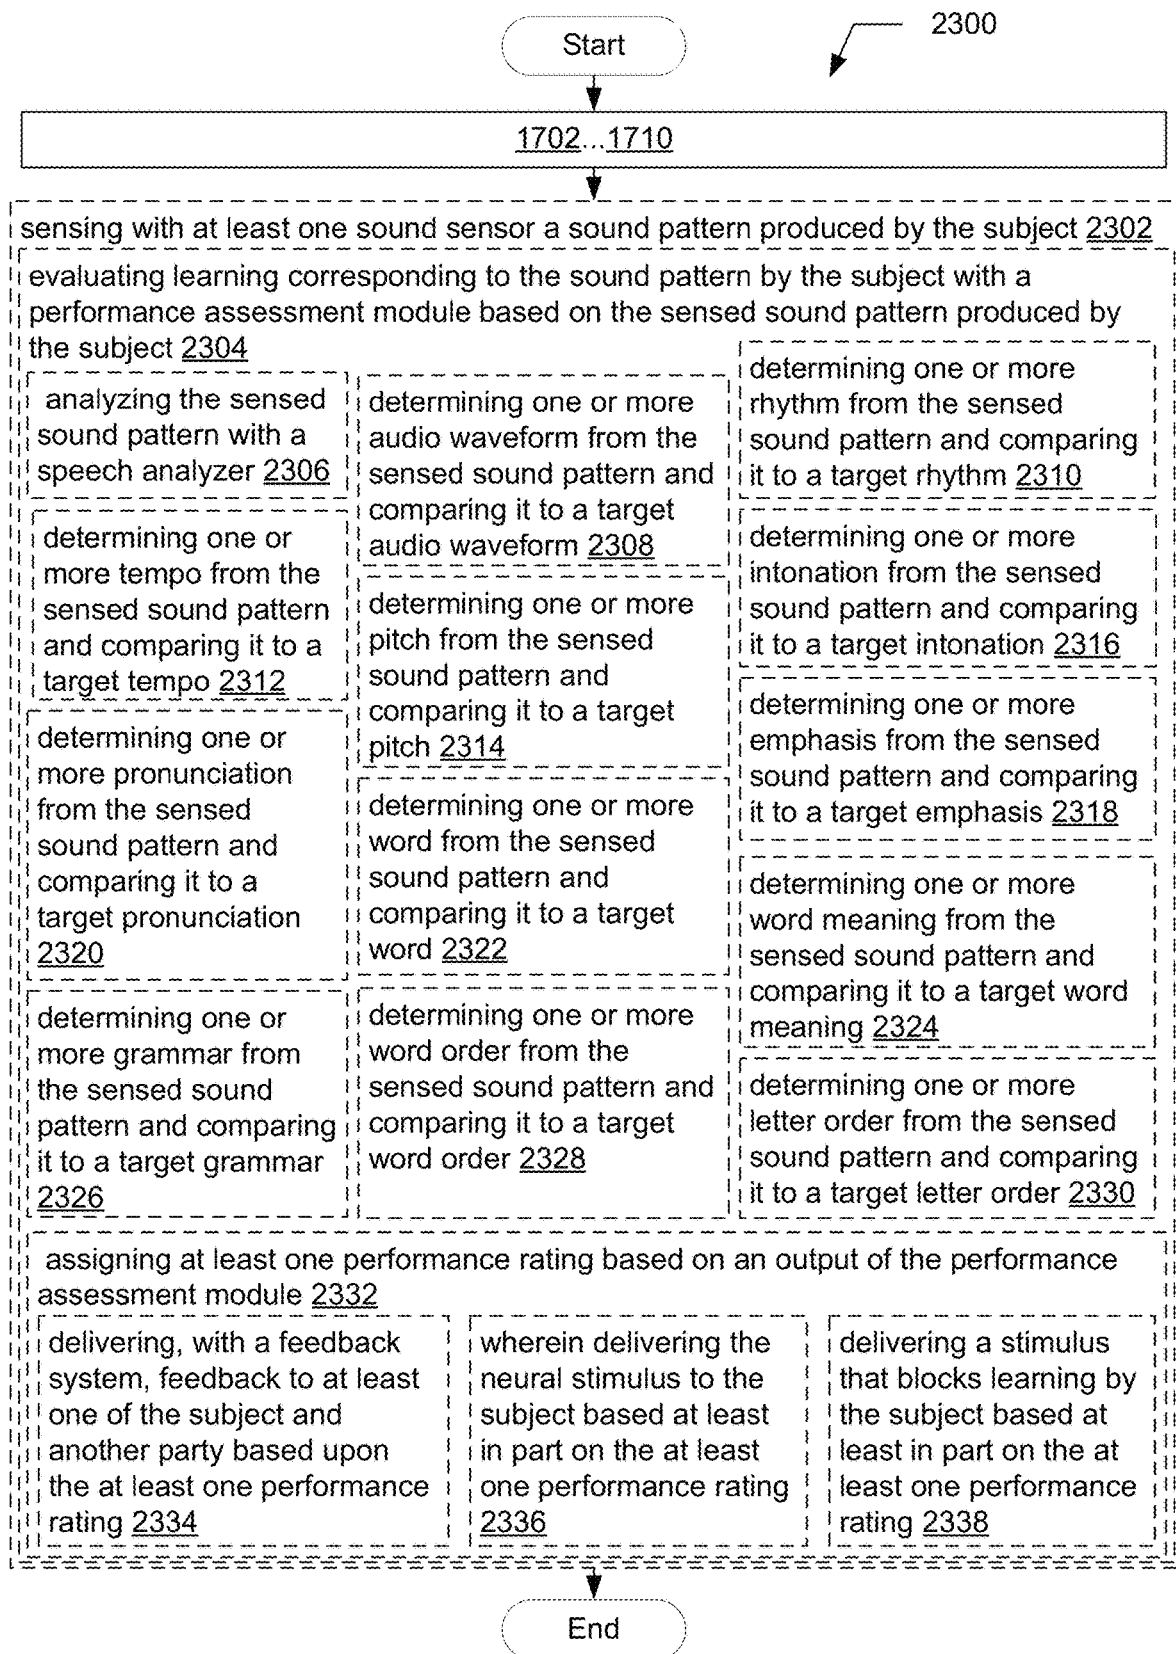 Start
2300
1702...1710
sensing with at least one sound sensor a sound pattern produced by the subject 2302
evaluating learning corresponding to the sound pattern by the subject with a
performance assessment module based on the sensed sound pattern produced by
the subject 2304
analyzing the sensed
sound pattern with a
speech analyzer 2306
determining one or more
audio waveform from the
sensed sound pattern and
comparing it to a target
audio waveform 2308
determining one or more
rhythm from the sensed
sound pattern and comparing
it to a target rhythm 2310
determining one or
more tempo from the
sensed sound pattern
and comparing it to a
target tempo 2312
determining one or more
pitch from the sensed
sound pattern and
comparing it to a target
pitch 2314
determining one or more
intonation from the sensed
sound pattern and comparing
it to a target intonation 2316
determining one or more
emphasis from the sensed
sound pattern and comparing
it to a target emphasis 2318
determining one or
more pronunciation
from the sensed
sound pattern and
comparing it to a
target pronunciation
2320
determining one or more
word from the sensed
sound pattern and
comparing it to a target
word 2322
determining one or more
word meaning from the
sensed sound pattern and
comparing it to a target word
meaning 2324
determining one or
more grammar from
the sensed sound
pattern and comparing
it to a target grammar
2326
determining one or more
word order from the
sensed sound pattern and
comparing it to a target
word order 2328
determining one or more
letter order from the sensed
sound pattern and comparing
it to a target letter order 2330
assigning at least one performance rating based on an output of the performance
assessment module 2332
delivering, with a feedback
system, feedback to at least
one of the subject and
another party based upon
the at least one performance
rating 2334
wherein delivering the
neural stimulus to the
subject based at least
in part on the at least
one performance rating
2336
delivering a stimulus
that blocks learning by
the subject based at
least in part on the at
least one performance
rating 2338
End